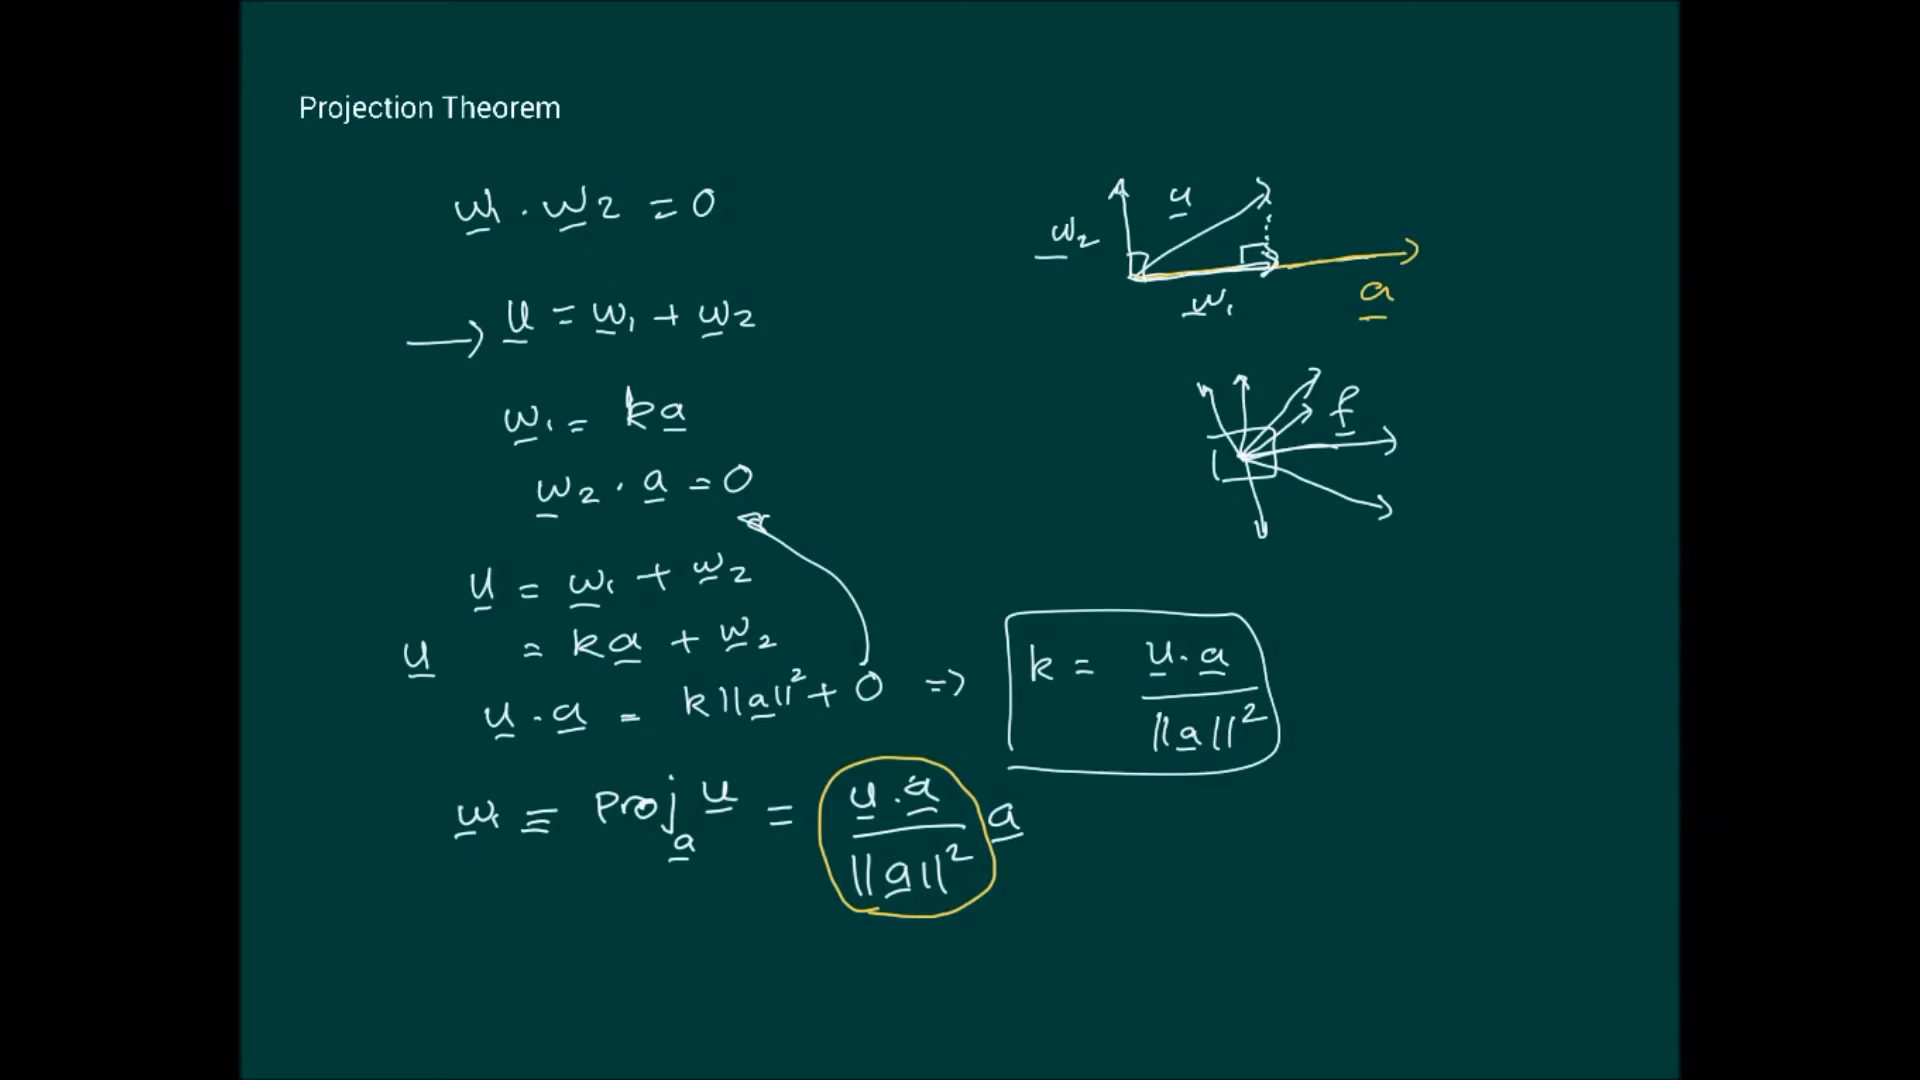 Projection Theorem
w1 · w2 = 0
u = w1 + w2
w1 = ka
w2 · a = 0
u = w1 + w2
u = ka + w2
u · a = k||a||² + 0 =>
k = u · a / ||a||²
w1 ≡ Proj_a u = u · a / ||a||² a
u
w2
w1
a
f